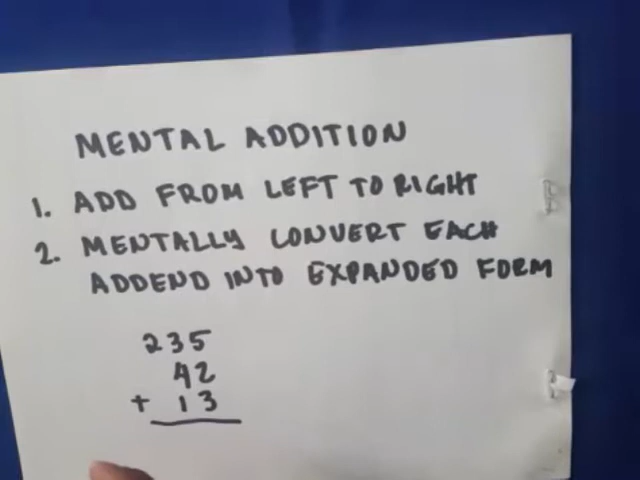 MENTAL ADDITION
1. ADD FROM LEFT TO RIGHT
2. MENTALLY CONVERT EACH
ADDEND INTO EXPANDED FORM
235
42
+ 13